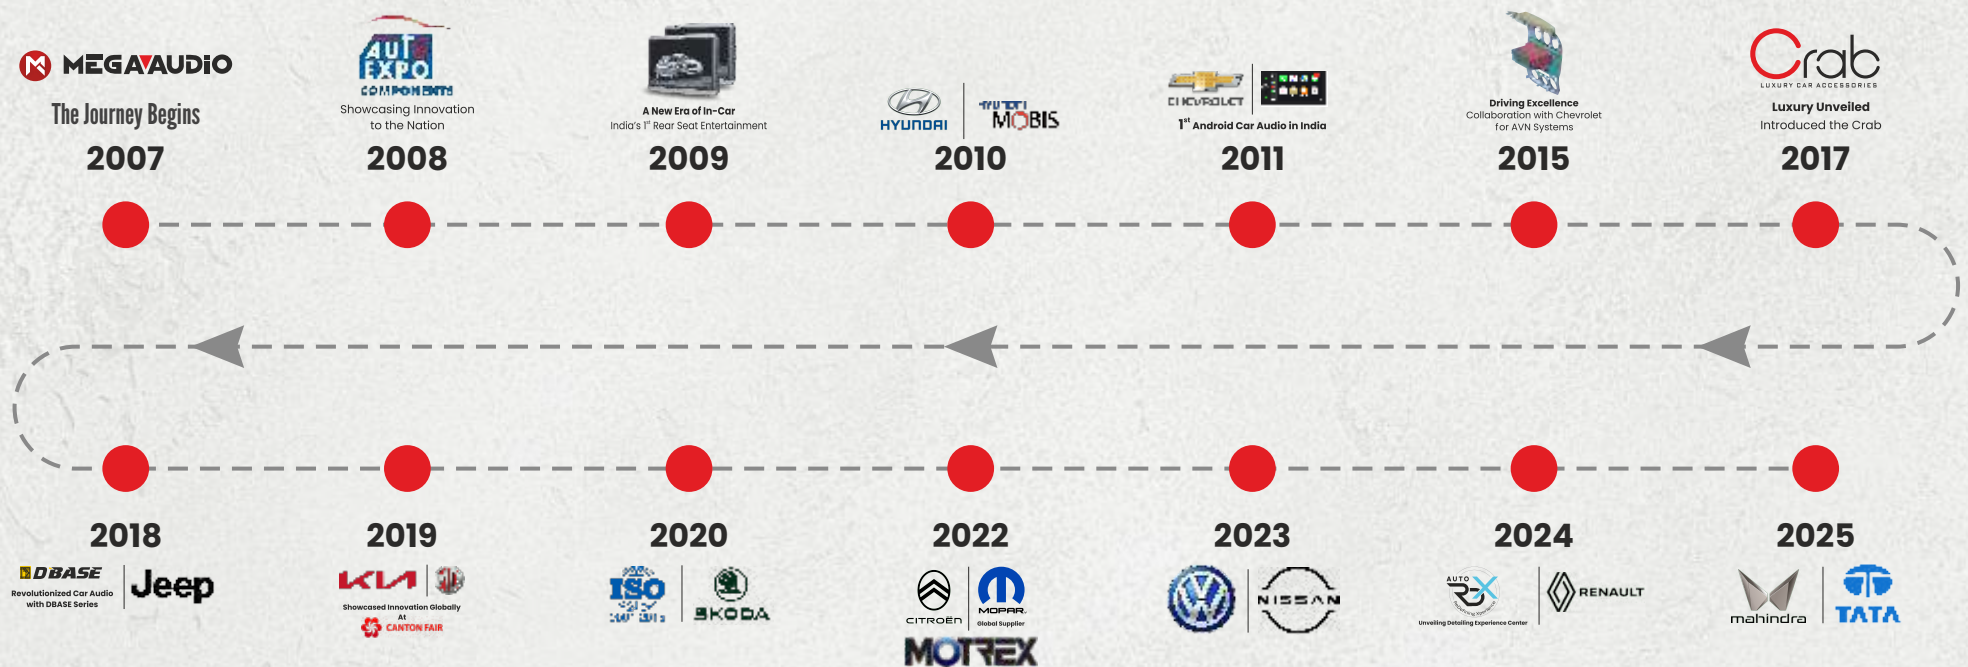 MEGAAUDIO
The Journey Begins
2007
AUTO
EXPO
COMPONENTS
Showcasing Innovation
to the Nation
2008
A New Era of In-Car
India's 1st Rear Seat Entertainment
2009
HYUNDAI
HYUNDAI
MOBIS
2010
CHEVROLET
1st Android Car Audio in India
2011
Driving Excellence
Collaboration with Chevrolet
for AVN Systems
2015
Crab
LUXURY CAR ACCESSORIES
Luxury Unveiled
Introduced the Crab
2017
2018
DBASE
Revolutionized Car Audio
with DBASE Series
Jeep
2019
KIA
Showcased Innovation Globally
At
CANTON FAIR
2020
ISO
SKODA
2022
CITROËN
MOPAR
Global Supplier
MOTREX
2023
NISSAN
2024
AUTO
REX
Unveiling Detailing Experience Center
RENAULT
2025
mahindra
TATA